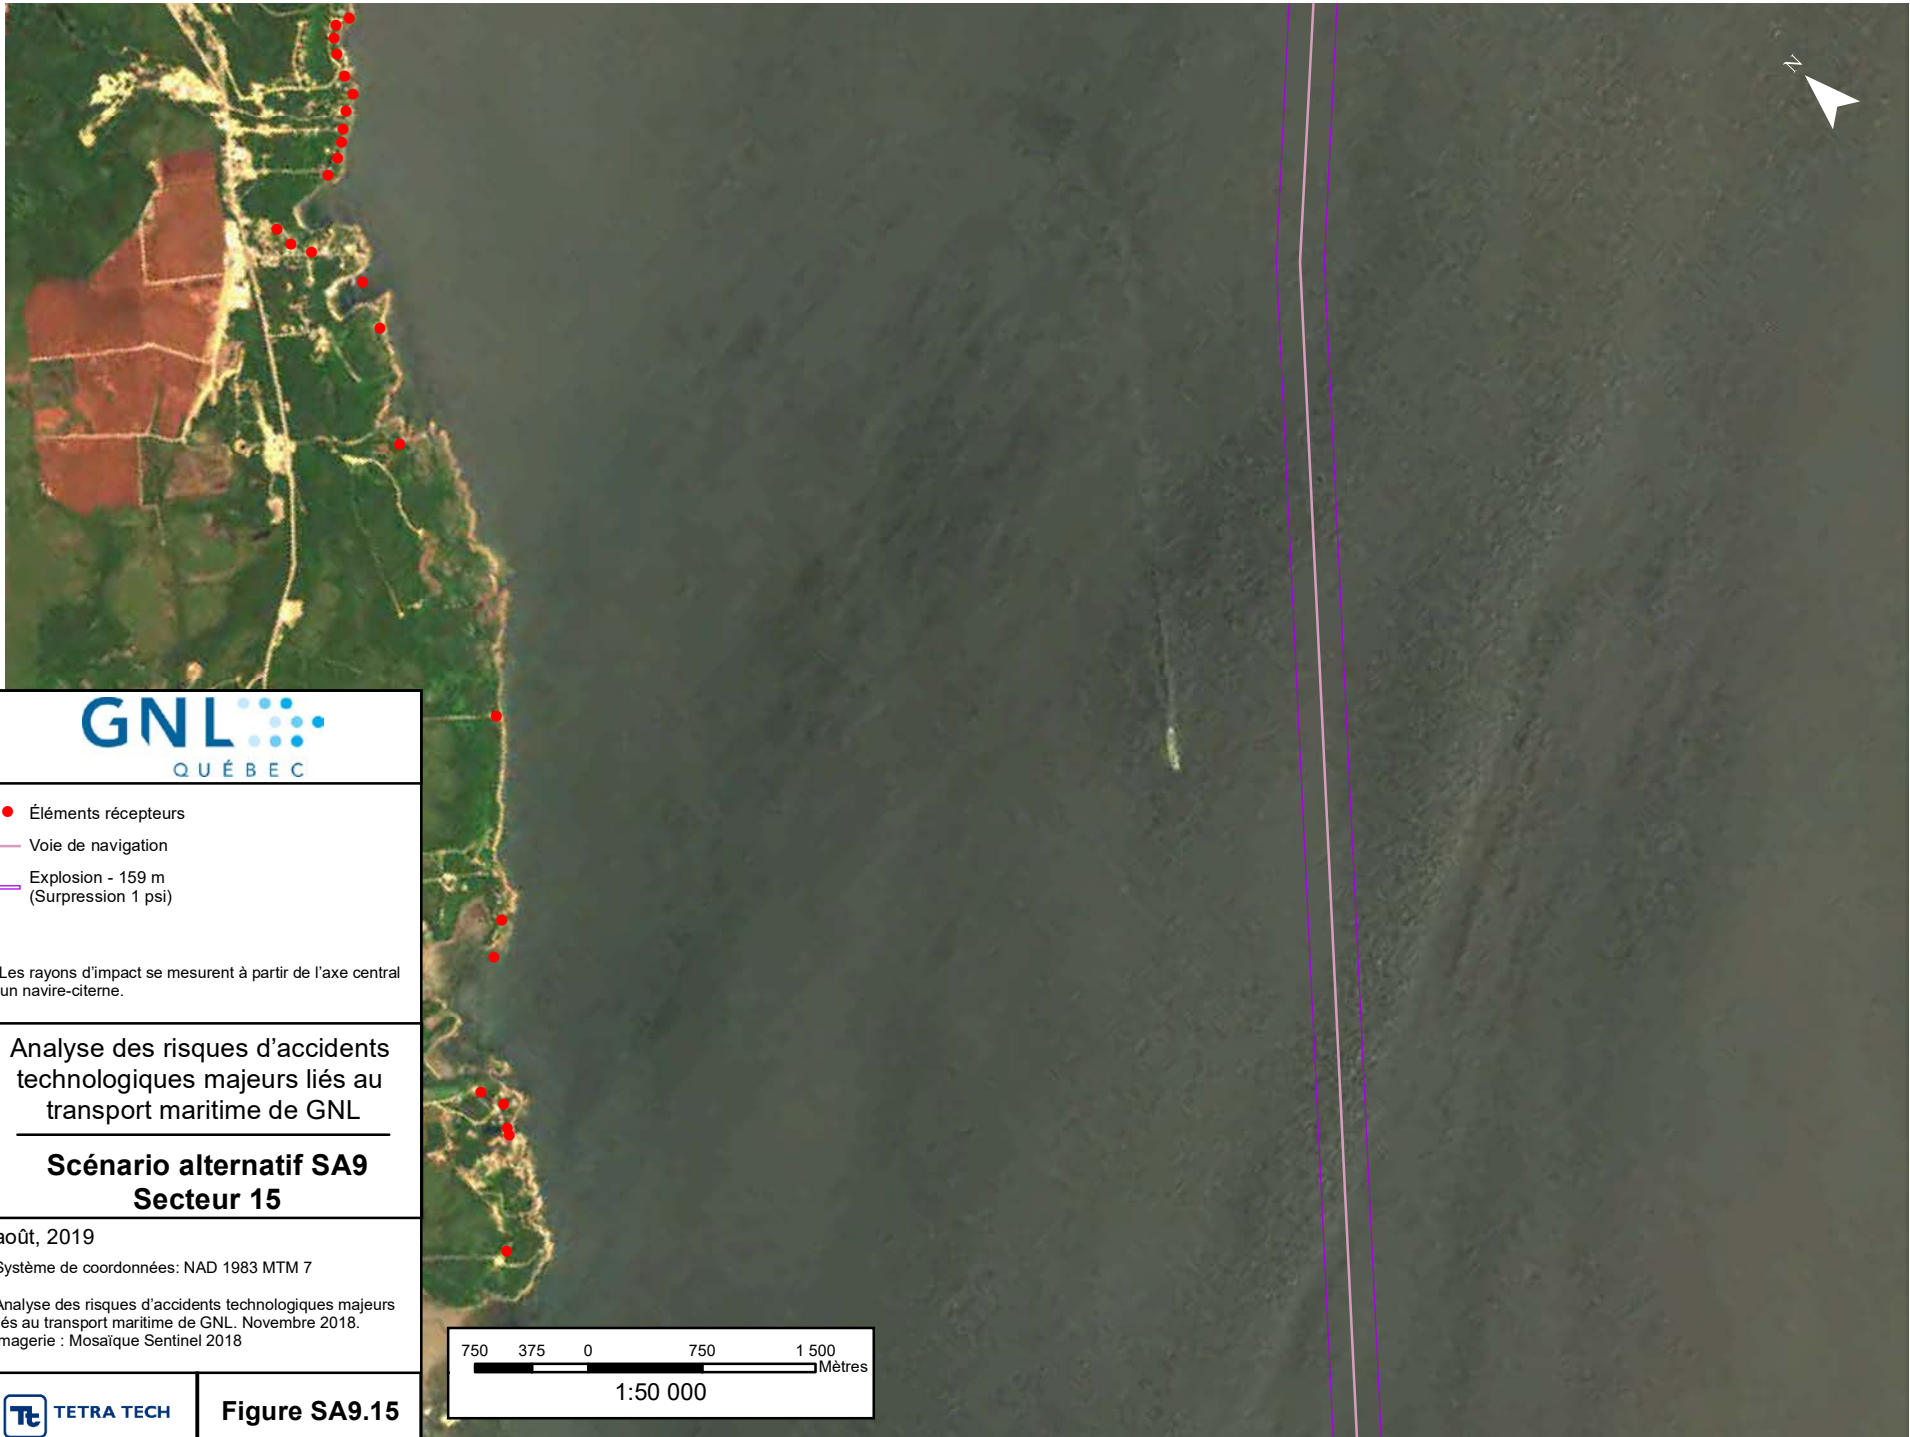 N
GNL
QUÉBEC
Éléments récepteurs
Voie de navigation
Explosion - 159 m
(Surpression 1 psi)
Les rayons d'impact se mesurent à partir de l'axe central
un navire-citerne.
Analyse des risques d'accidents
technologiques majeurs liés au
transport maritime de GNL
Scénario alternatif SA9
Secteur 15
août, 2019
Système de coordonnées: NAD 1983 MTM 7
Analyse des risques d'accidents technologiques majeurs
iés au transport maritime de GNL. Novembre 2018.
magerie : Mosaïque Sentinel 2018
Tt TETRA TECH
Figure SA9.15
750 375 0 750 1 500
Mètres
1:50 000